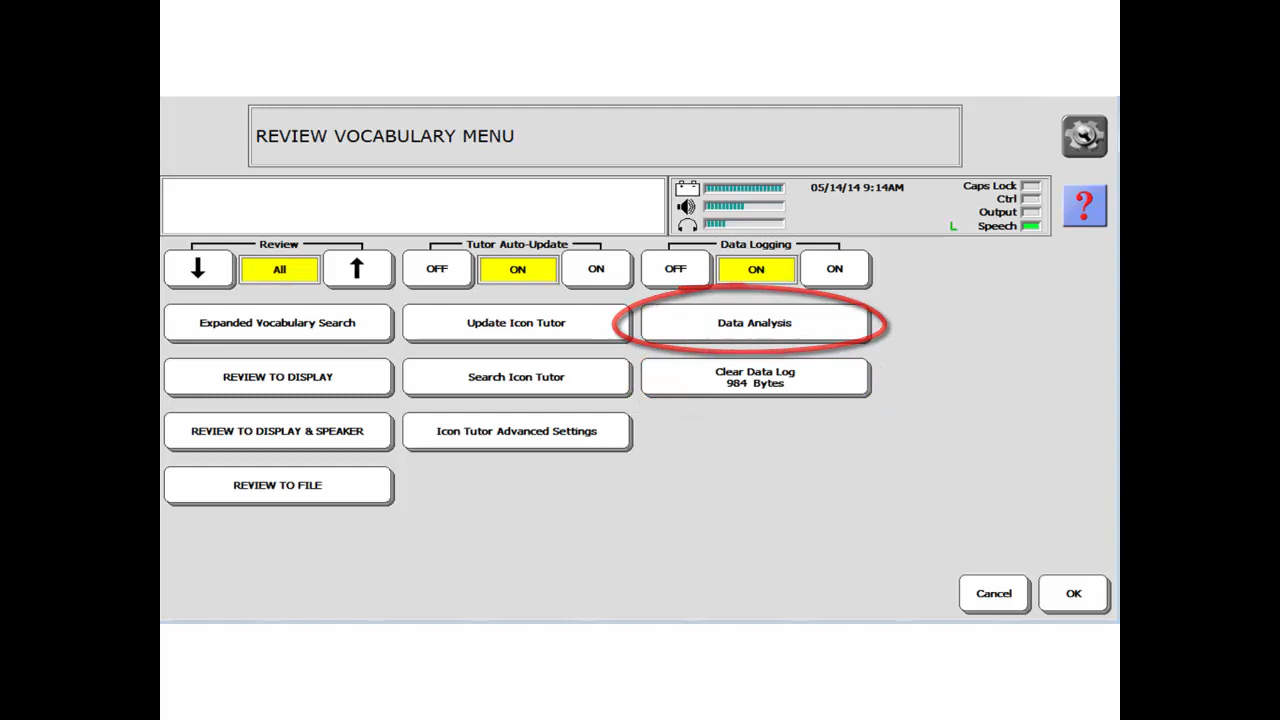 REVIEW VOCABULARY MENU
05/14/14 9:14AM
Caps Lock
Ctrl
Output
L Speech
?
Review
Tutor Auto-Update
Data Logging
↓ All ↑
OFF ON ON
OFF ON ON
Expanded Vocabulary Search
Update Icon Tutor
Data Analysis
REVIEW TO DISPLAY
Search Icon Tutor
Clear Data Log
984 Bytes
REVIEW TO DISPLAY & SPEAKER
Icon Tutor Advanced Settings
REVIEW TO FILE
Cancel
OK